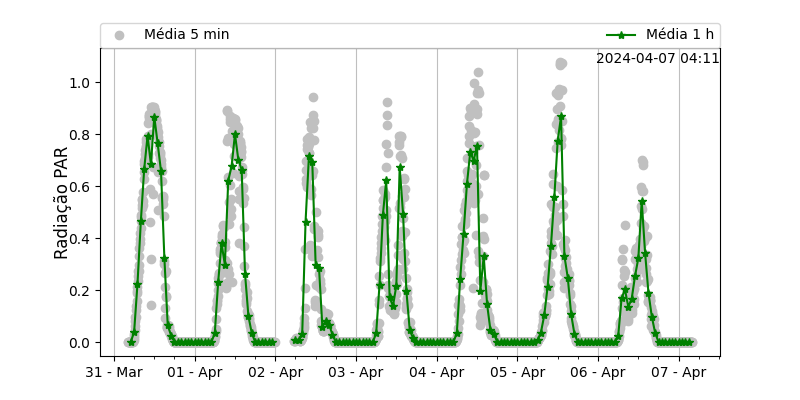 Média 5 min
Média 1 h
2024-04-07 04:11
Radiação PAR
1.0
0.8
0.6
0.4
0.2
0.0
31 - Mar
01 - Apr
02 - Apr
03 - Apr
04 - Apr
05 - Apr
06 - Apr
07 - Apr